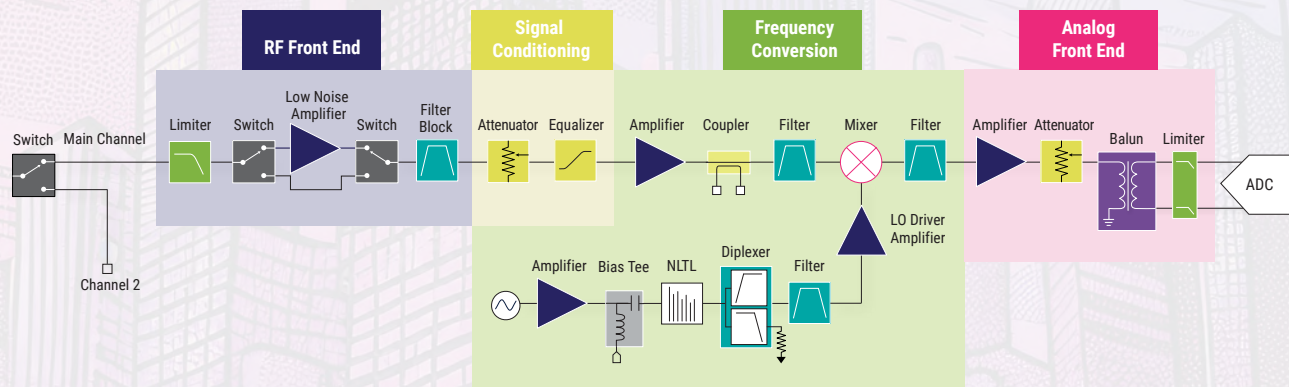 RF Front End
Signal
Conditioning
Frequency
Conversion
Analog
Front End
Switch
Main Channel
Limiter
Switch
Low Noise
Amplifier
Switch
Filter
Block
Attenuator
Equalizer
Amplifier
Coupler
Filter
Mixer
Filter
Amplifier
Attenuator
Balun
Limiter
ADC
Channel 2
LO Driver
Amplifier
Amplifier
Bias Tee
NLTL
Diplexer
Filter